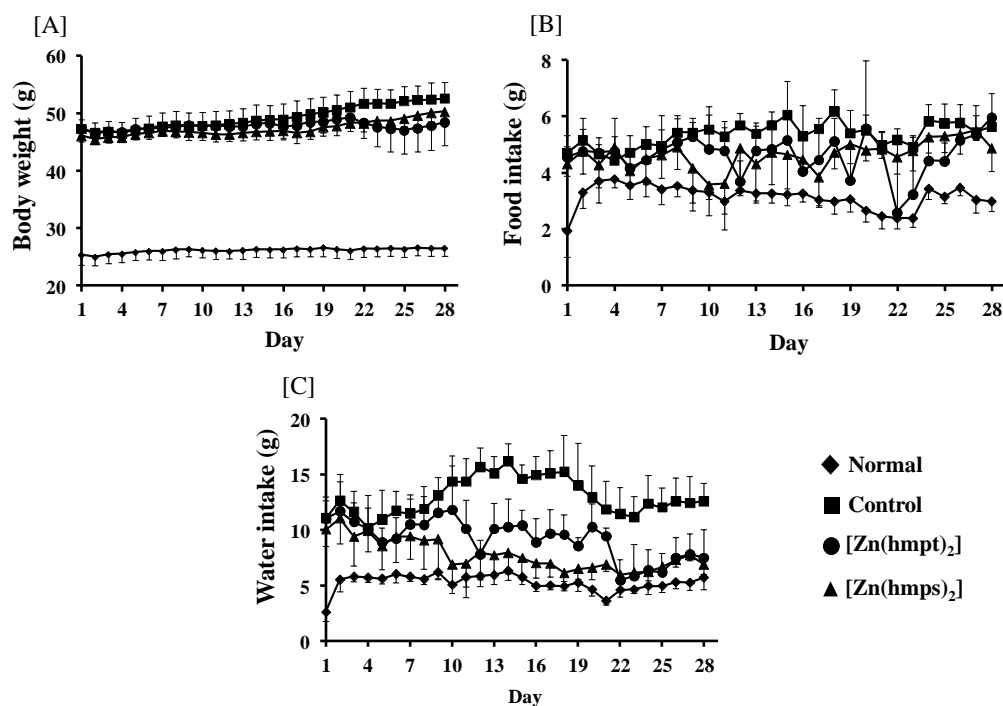 [A]
Body weight (g)
60
50
40
30
20
1 4 7 10 13 16 19 22 25 28
Day
[B]
Food intake (g)
8
6
4
2
0
1 4 7 10 13 16 19 22 25 28
Day
[C]
Water intake (g)
20
15
10
5
0
1 4 7 10 13 16 19 22 25 28
Day
Normal
Control
[Zn(hmpt)₂]
[Zn(hmps)₂]